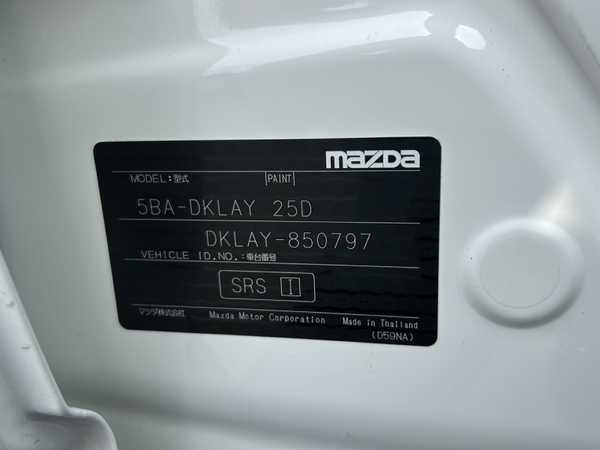 mazda
MODEL:型式 PAINT
5BA-DKLAY 25D
DKLAY-850797
VEHICLE I.D.NO.:車台番号
SRS II
マツダ株式会社 Mazda Motor Corporation Made in Thailand
(D59NA)